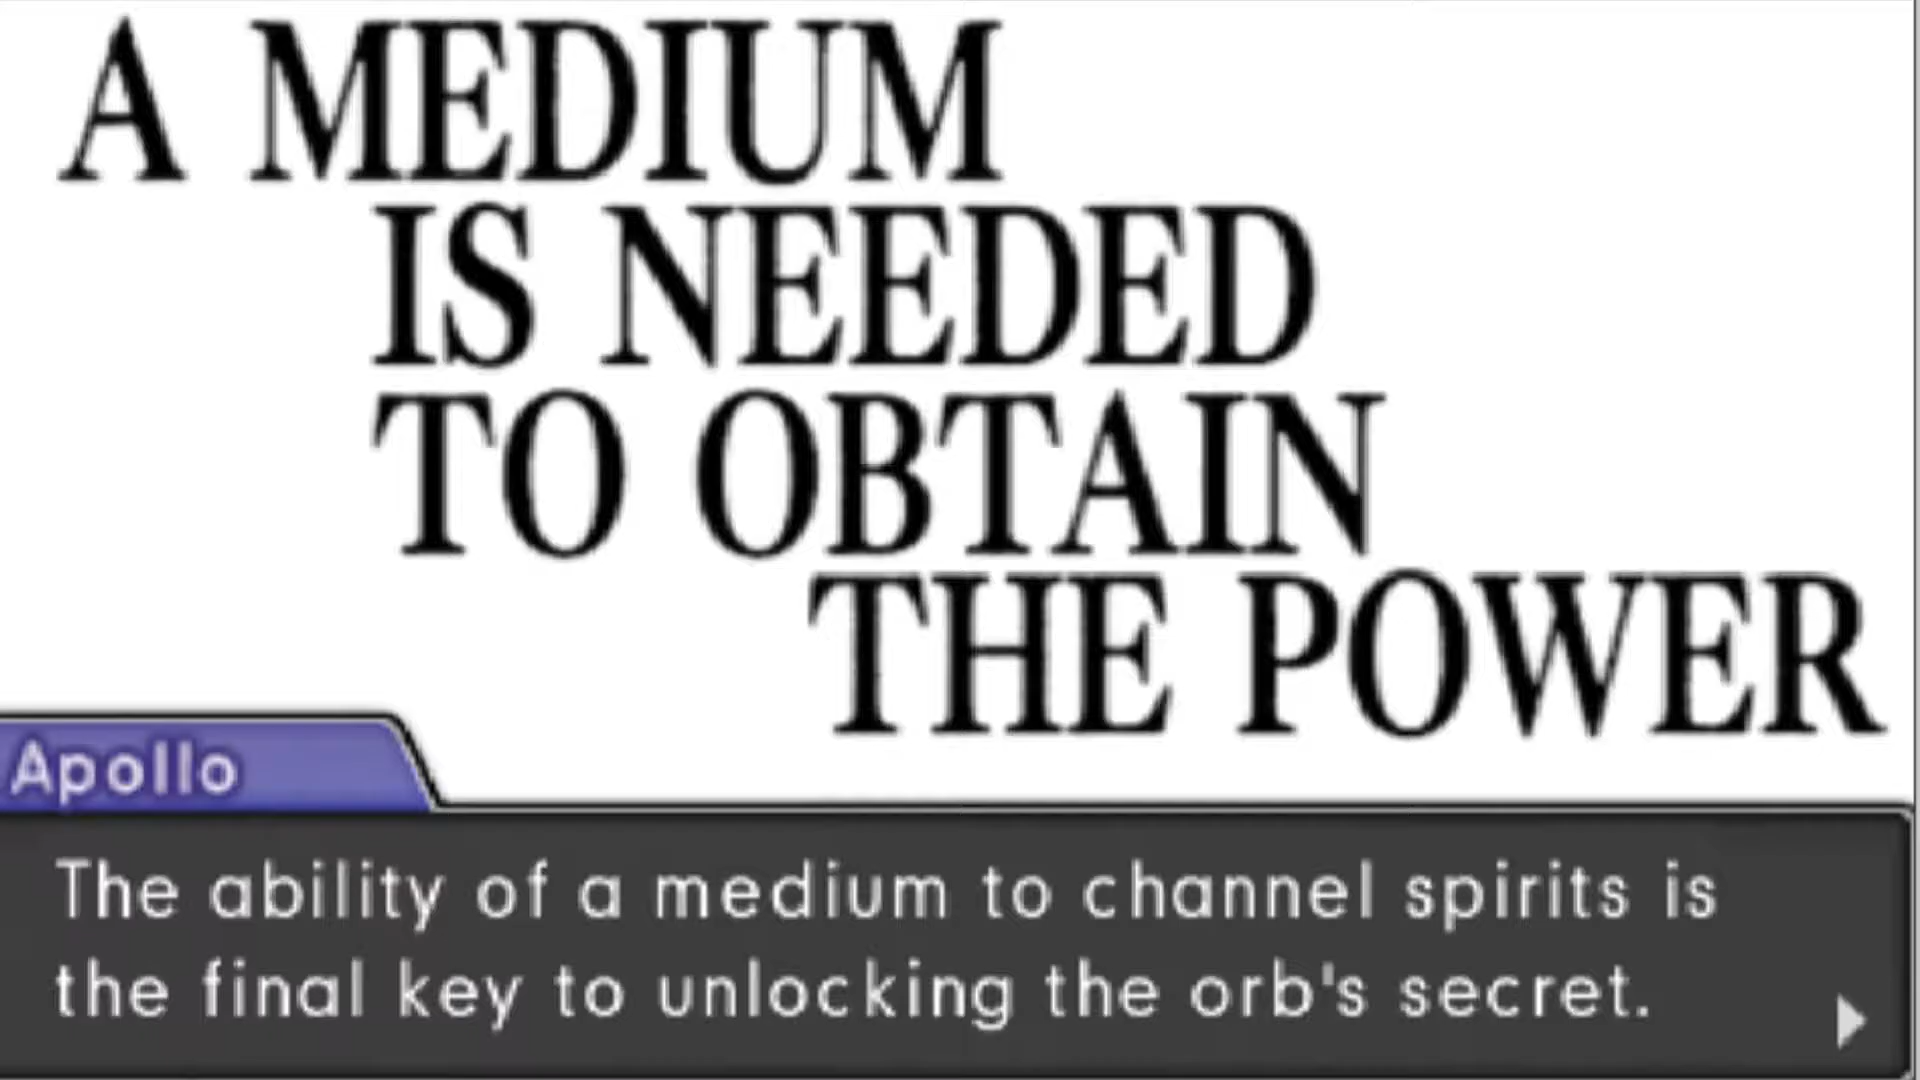 A MEDIUM
IS NEEDED
TO OBTAIN
THE POWER
Apollo
The ability of a medium to channel spirits is
the final key to unlocking the orb's secret.